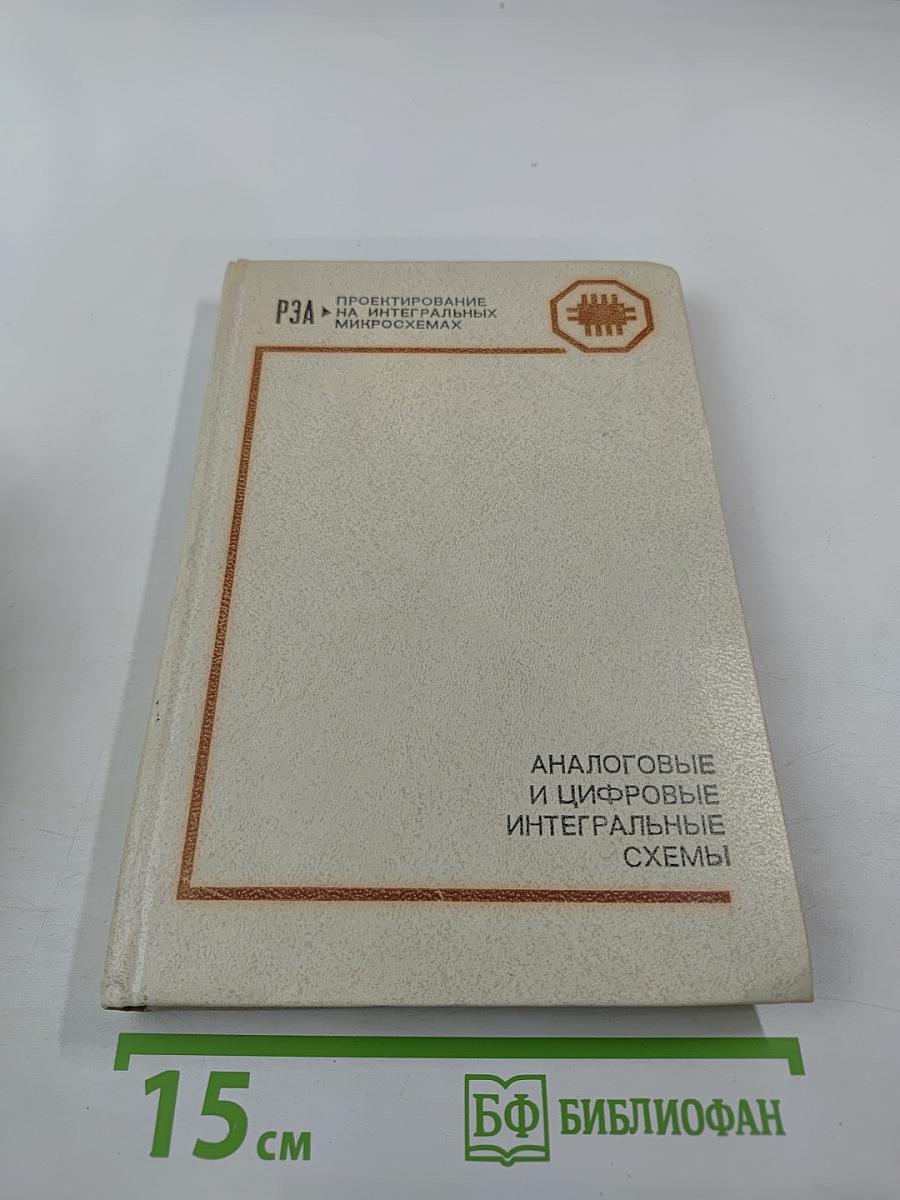 РЭА
ПРОЕКТИРОВАНИЕ
НА ИНТЕГРАЛЬНЫХ
МИКРОСХЕМАХ
АНАЛОГОВЫЕ
И ЦИФРОВЫЕ
ИНТЕГРАЛЬНЫЕ
СХЕМЫ
15 см
БФ БИБЛИОФАН